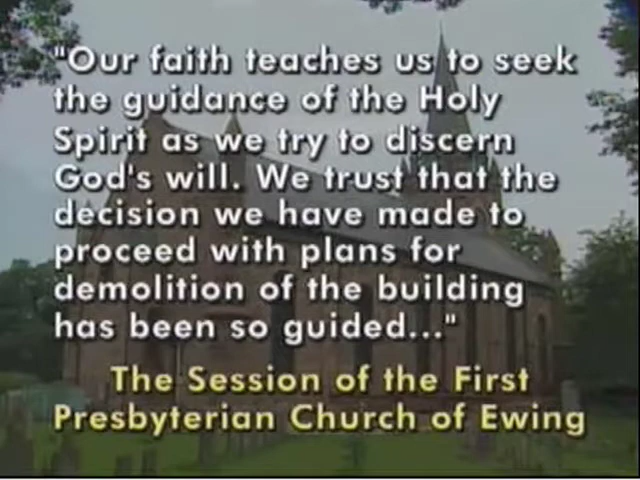 "Our faith teaches us to seek
the guidance of the Holy
Spirit as we try to discern
God's will. We trust that the
decision we have made to
proceed with plans for
demolition of the building
has been so guided..."
The Session of the First
Presbyterian Church of Ewing